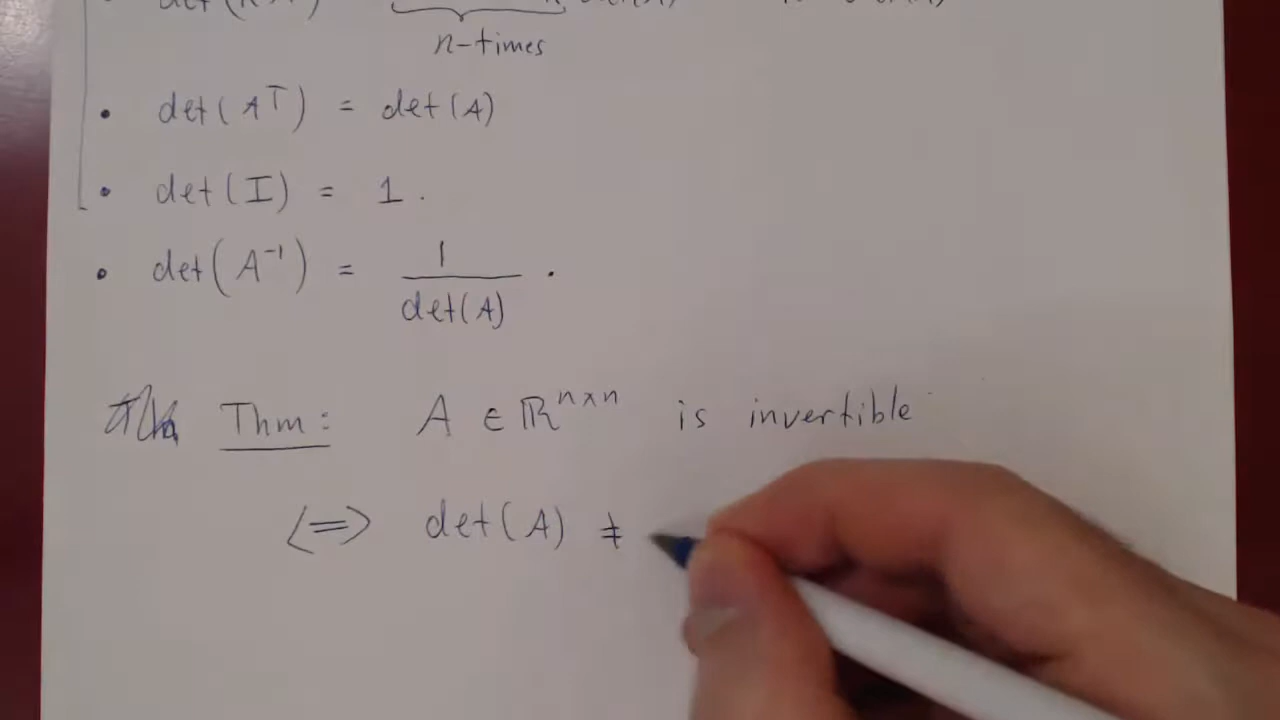 n-times
• det(Aᵀ) = det(A)
• det(I) = 1.
• det(A⁻¹) = 1/det(A) .
Thm: A ∈ ℝⁿˣⁿ is invertible
<=> det(A) ≠